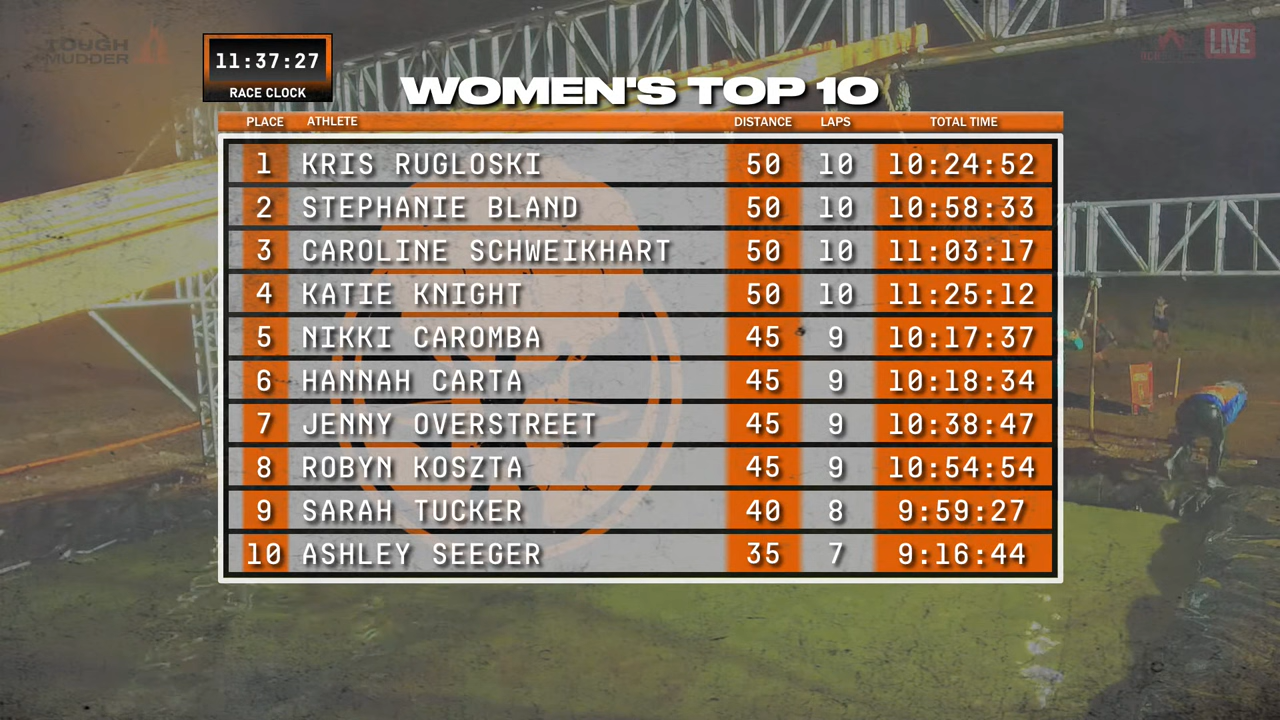 TOUGH
MUDDER
LIVE
11:37:27
RACE CLOCK
WOMEN'S TOP 10
PLACE ATHLETE DISTANCE LAPS TOTAL TIME
1 KRIS RUGLOSKI 50 10 10:24:52
2 STEPHANIE BLAND 50 10 10:58:33
3 CAROLINE SCHWEIKHART 50 10 11:03:17
4 KATIE KNIGHT 50 10 11:25:12
5 NIKKI CAROMBA 45 9 10:17:37
6 HANNAH CARTA 45 9 10:18:34
7 JENNY OVERSTREET 45 9 10:38:47
8 ROBYN KOSZTA 45 9 10:54:54
9 SARAH TUCKER 40 8 9:59:27
10 ASHLEY SEEGER 35 7 9:16:44